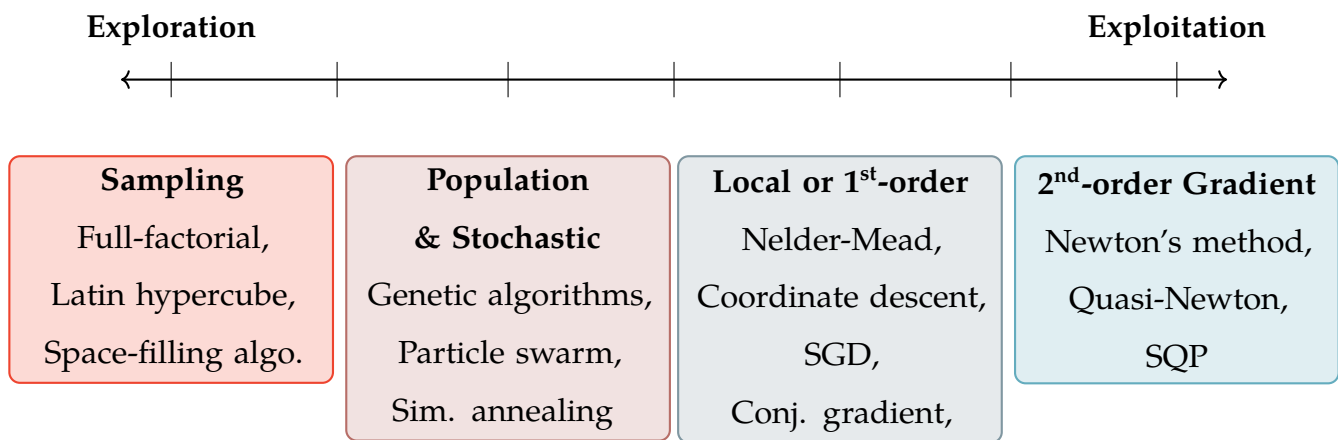 Exploration
Exploitation
Sampling
Full-factorial,
Latin hypercube,
Space-filling algo.
Population
& Stochastic
Genetic algorithms,
Particle swarm,
Sim. annealing
Local or 1st-order
Nelder-Mead,
Coordinate descent,
SGD,
Conj. gradient,
2nd-order Gradient
Newton’s method,
Quasi-Newton,
SQP